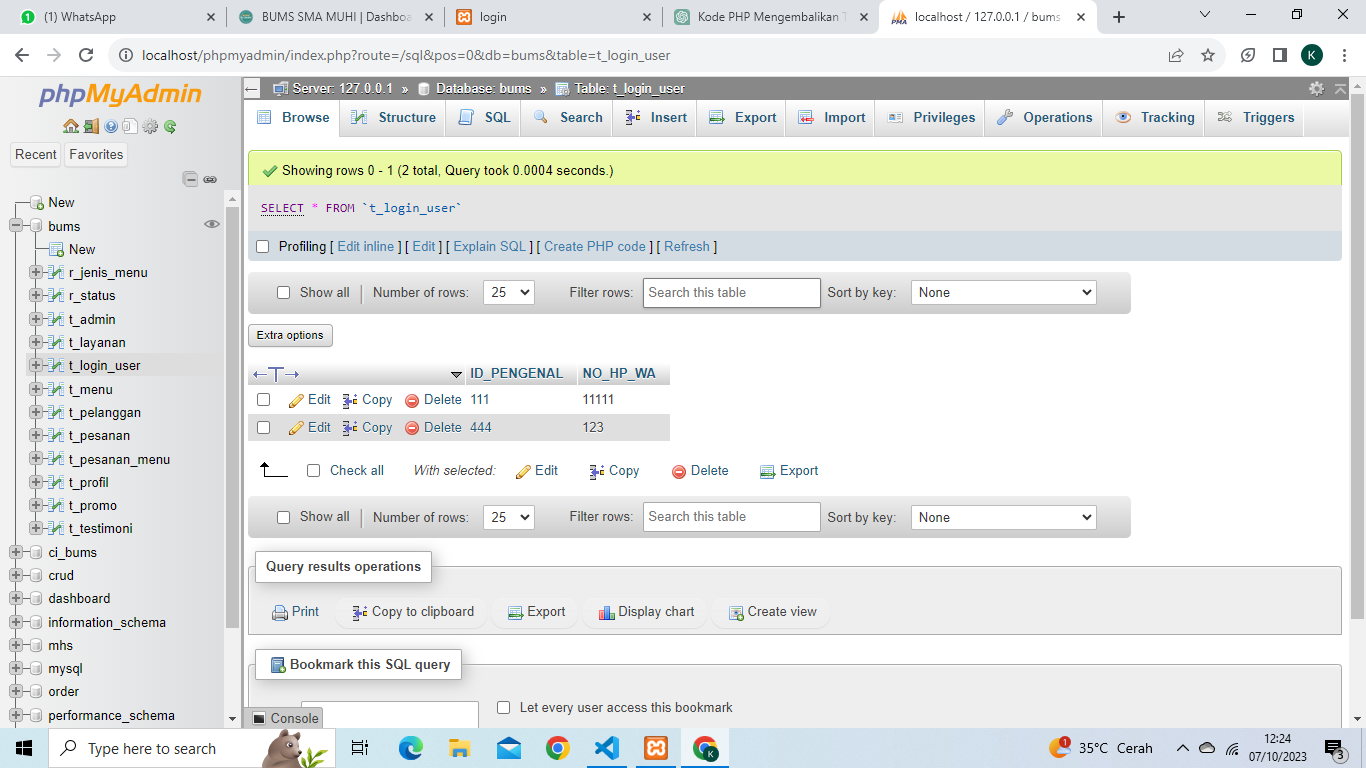 (1) WhatsApp
BUMS SMA MUHI | Dashboa
login
Kode PHP Mengembalikan T
localhost / 127.0.0.1 / bums
localhost/phpmyadmin/index.php?route=/sql&pos=0&db=bums&table=t_login_user
K
phpMyAdmin
Recent
Favorites
New
bums
New
r_jenis_menu
r_status
t_admin
t_layanan
t_login_user
t_menu
t_pelanggan
t_pesanan
t_pesanan_menu
t_profil
t_promo
t_testimoni
ci_bums
crud
dashboard
information_schema
mhs
mysql
order
performance_schema
Server: 127.0.0.1 » Database: bums » Table: t_login_user
Browse Structure SQL Search Insert Export Import Privileges Operations Tracking Triggers
Showing rows 0 - 1 (2 total, Query took 0.0004 seconds.)
SELECT * FROM `t_login_user`
Profiling [ Edit inline ] [ Edit ] [ Explain SQL ] [ Create PHP code ] [ Refresh ]
Show all Number of rows: 25 Filter rows: Search this table Sort by key: None
Extra options
ID_PENGENAL NO_HP_WA
Edit Copy Delete 111 11111
Edit Copy Delete 444 123
Check all With selected: Edit Copy Delete Export
Show all Number of rows: 25 Filter rows: Search this table Sort by key: None
Query results operations
Print Copy to clipboard Export Display chart Create view
Bookmark this SQL query
Let every user access this bookmark
Console
Type here to search
K
1
35°C Cerah
12:24
07/10/2023
3